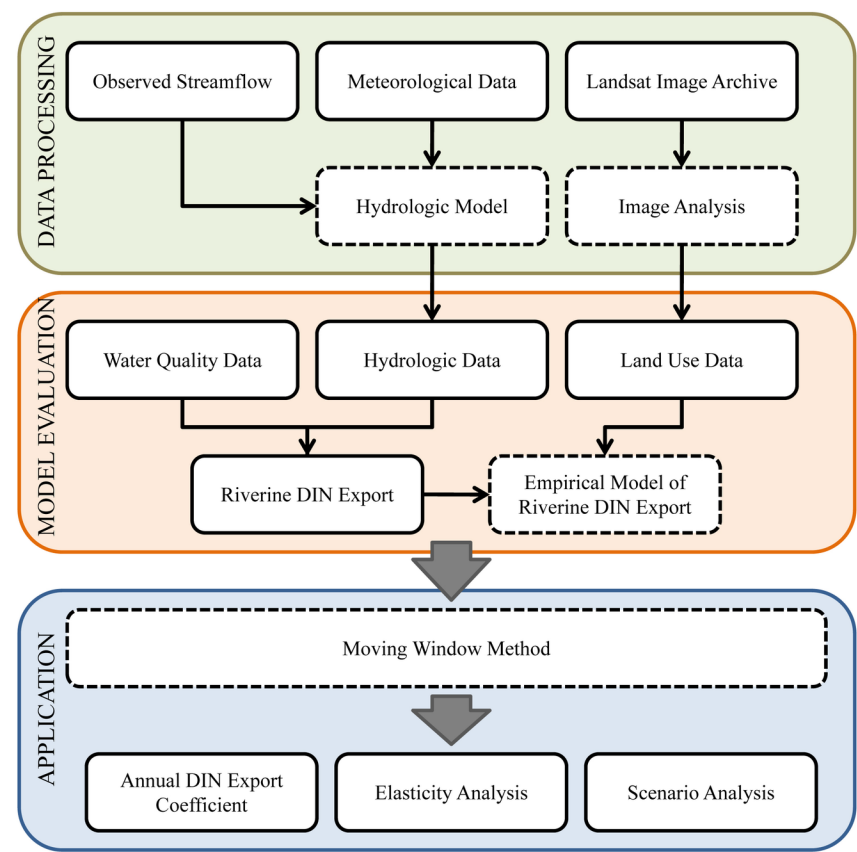 DATA PROCESSING
Observed Streamflow
Meteorological Data
Landsat Image Archive
Hydrologic Model
Image Analysis
MODEL EVALUATION
Water Quality Data
Hydrologic Data
Land Use Data
Riverine DIN Export
Empirical Model of
Riverine DIN Export
APPLICATION
Moving Window Method
Annual DIN Export
Coefficient
Elasticity Analysis
Scenario Analysis